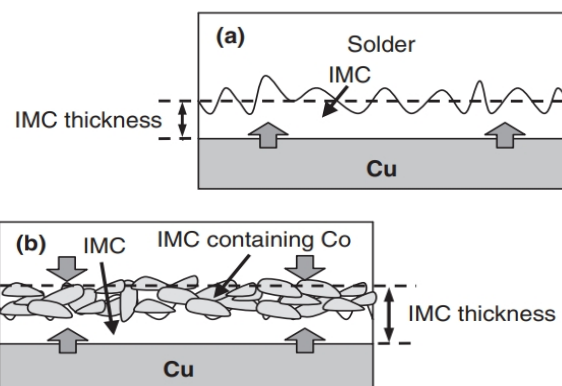 (a)
Solder
IMC
IMC thickness
Cu
(b)
IMC
IMC containing Co
IMC thickness
Cu